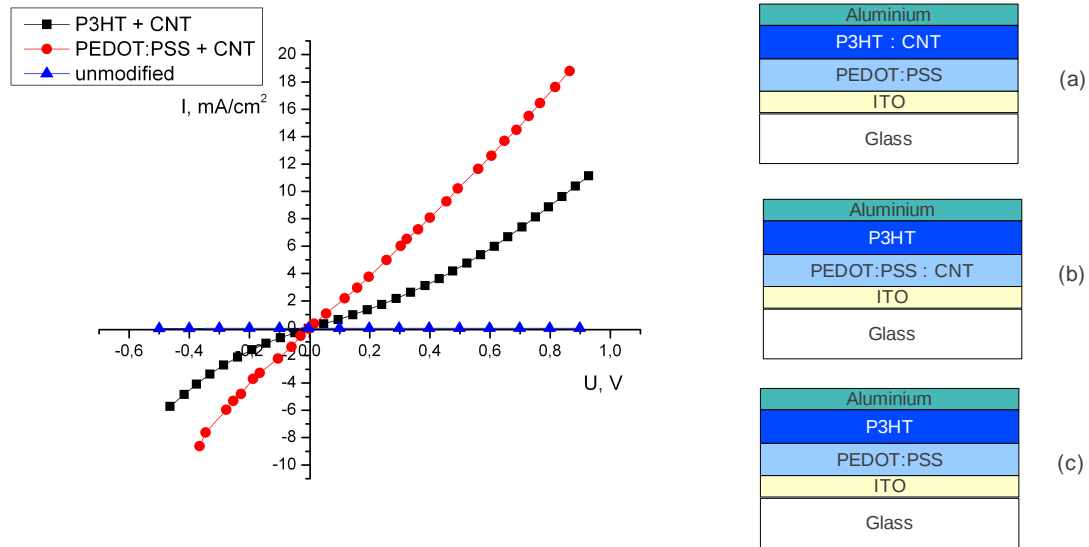 P3HT + CNT
PEDOT:PSS + CNT
unmodified
I, mA/cm²
20
18
16
14
12
10
8
6
4
2
0
-2
-4
-6
-8
-10
-0,6 -0,4 -0,2 0,0 0,2 0,4 0,6 0,8 1,0
U, V
Aluminium
P3HT : CNT
PEDOT:PSS
ITO
Glass
(a)
Aluminium
P3HT
PEDOT:PSS : CNT
ITO
Glass
(b)
Aluminium
P3HT
PEDOT:PSS
ITO
Glass
(c)